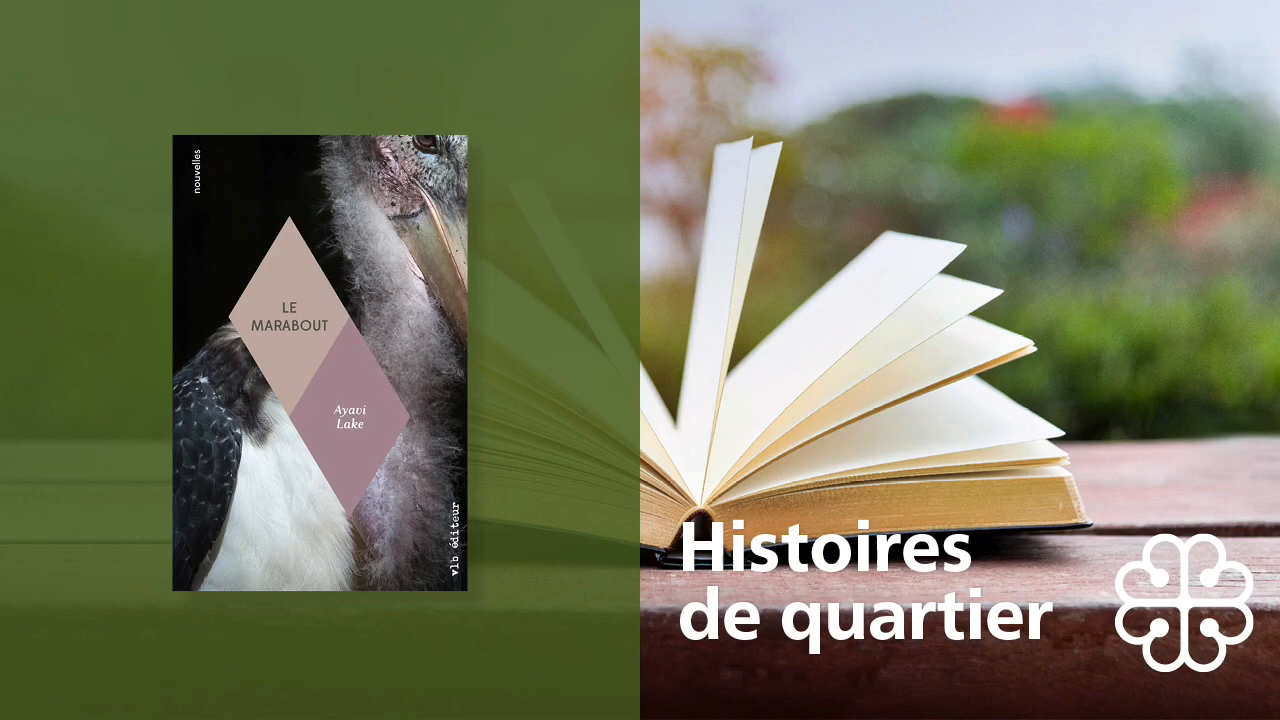 nouvelles
LE
MARABOUT
Ayavi
Lake
vlb éditeur
Histoires
de quartier